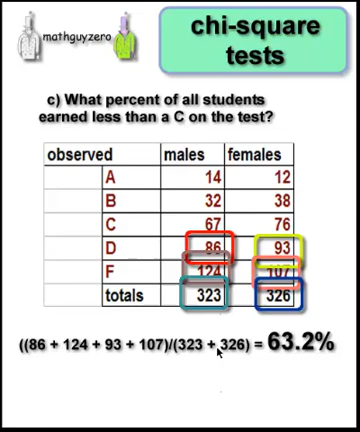 mathguyzero
chi-square
tests
c) What percent of all students
earned less than a C on the test?
observed males females
A 14 12
B 32 38
C 67 76
D 86 93
F 124 107
totals 323 326
((86 + 124 + 93 + 107)/(323 + 326) = 63.2%